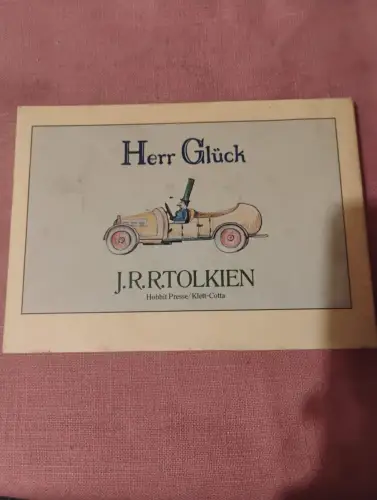 Herr Glück
J.R.R.TOLKIEN
Hobbit Presse/Klett-Cotta